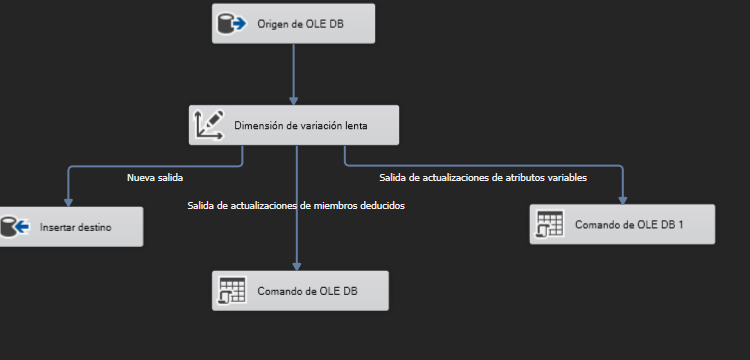 Origen de OLE DB
Dimensión de variación lenta
Nueva salida
Salida de actualizaciones de atributos variables
Salida de actualizaciones de miembros deducidos
Insertar destino
Comando de OLE DB 1
Comando de OLE DB